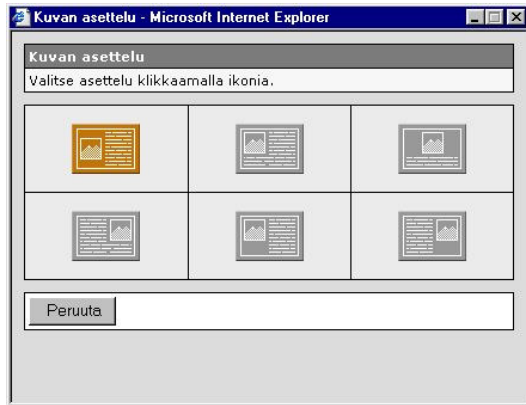 Kuvan asettelu - Microsoft Internet Explorer
Kuvan asettelu
Valitse asettelu klikkaamalla ikonia.
Peruuta